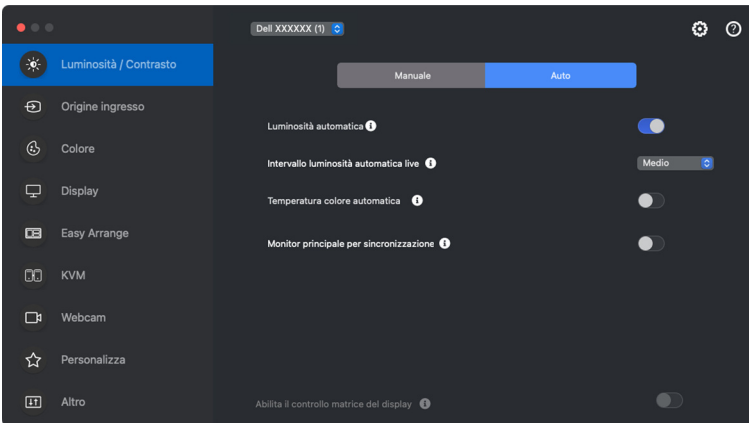 Dell XXXXXX (1)
Luminosità / Contrasto
Origine ingresso
Colore
Display
Easy Arrange
KVM
Webcam
Personalizza
Altro
Manuale
Auto
Luminosità automatica
Intervallo luminosità automatica live
Medio
Temperatura colore automatica
Monitor principale per sincronizzazione
Abilita il controllo matrice del display